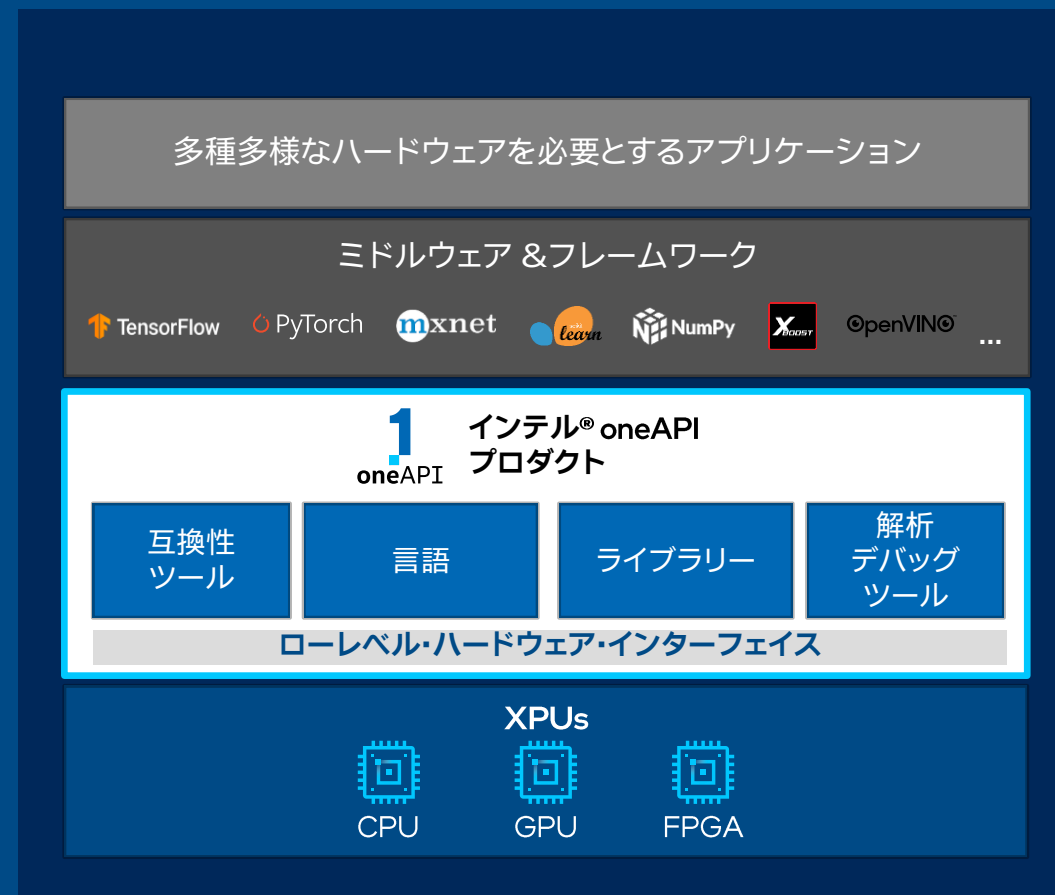 多種多様なハードウェアを必要とするアプリケーション
ミドルウェア &フレームワーク
TensorFlow PyTorch mxnet scikit learn NumPy XBOOST OpenVINO ...
インテル® oneAPI
プロダクト
oneAPI
互換性
ツール
言語
ライブラリー
解析
デバッグ
ツール
ローレベル・ハードウェア・インターフェイス
XPUs
CPU GPU FPGA